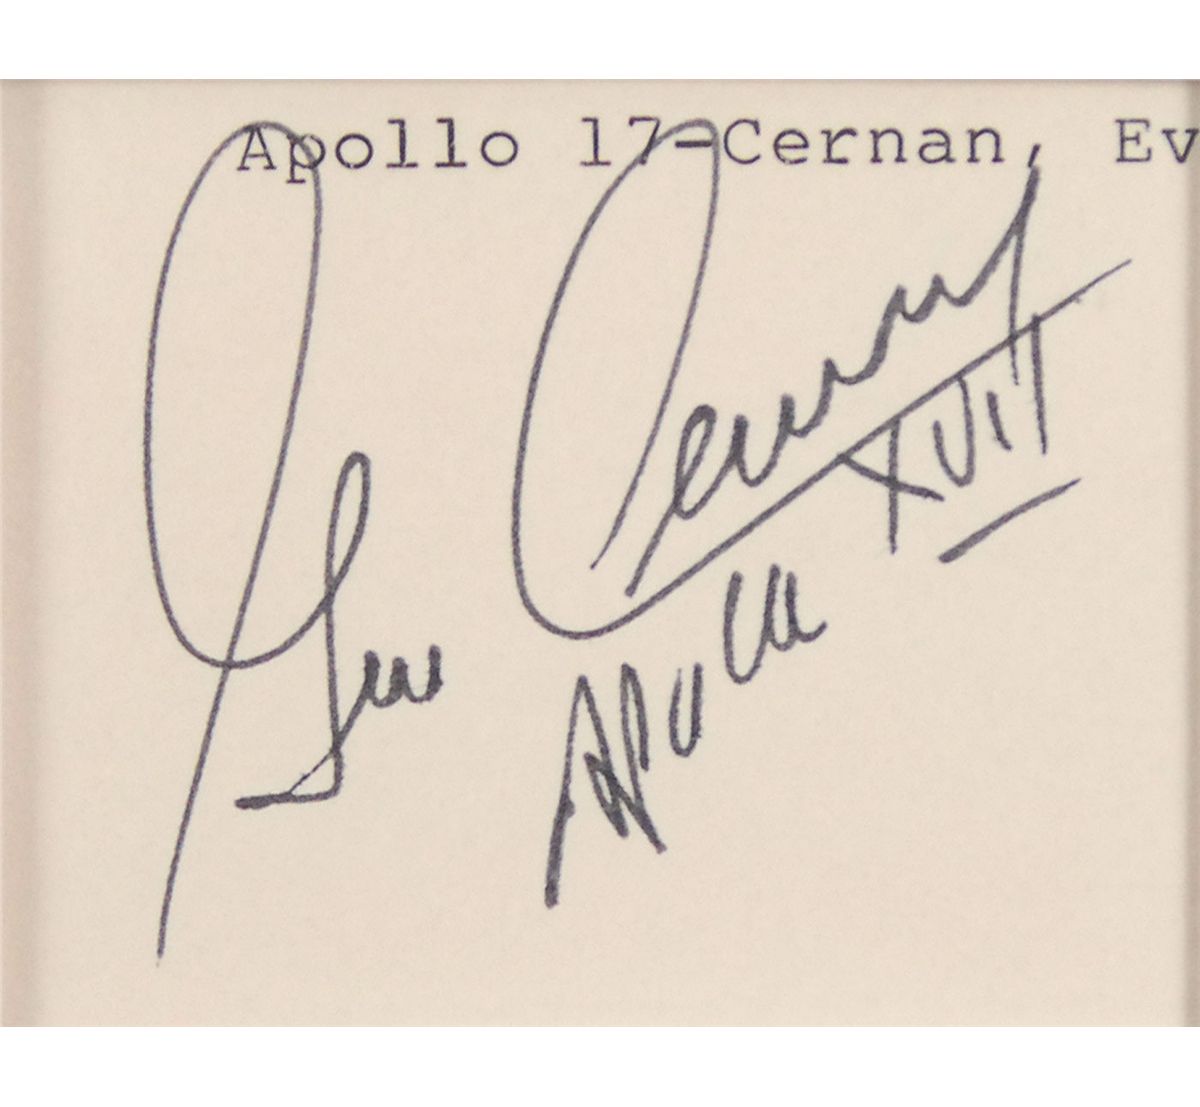 Apollo 17-Cernan, Ev
Gene Cernan
Apollo XVII